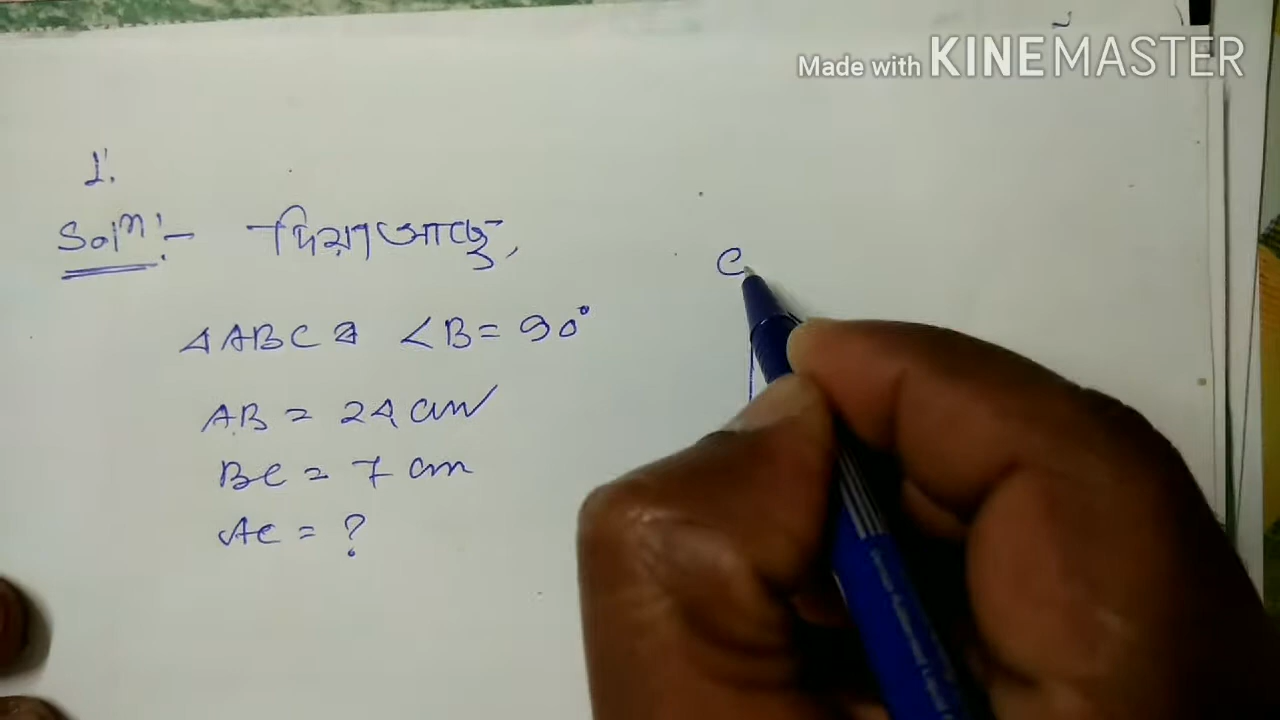 Made with KINEMASTER
1.
Solⁿ:- দিয়া আছে,
C
△ABC ৰ ∠B = 90°
AB = 24 cm
BC = 7 cm
AC = ?